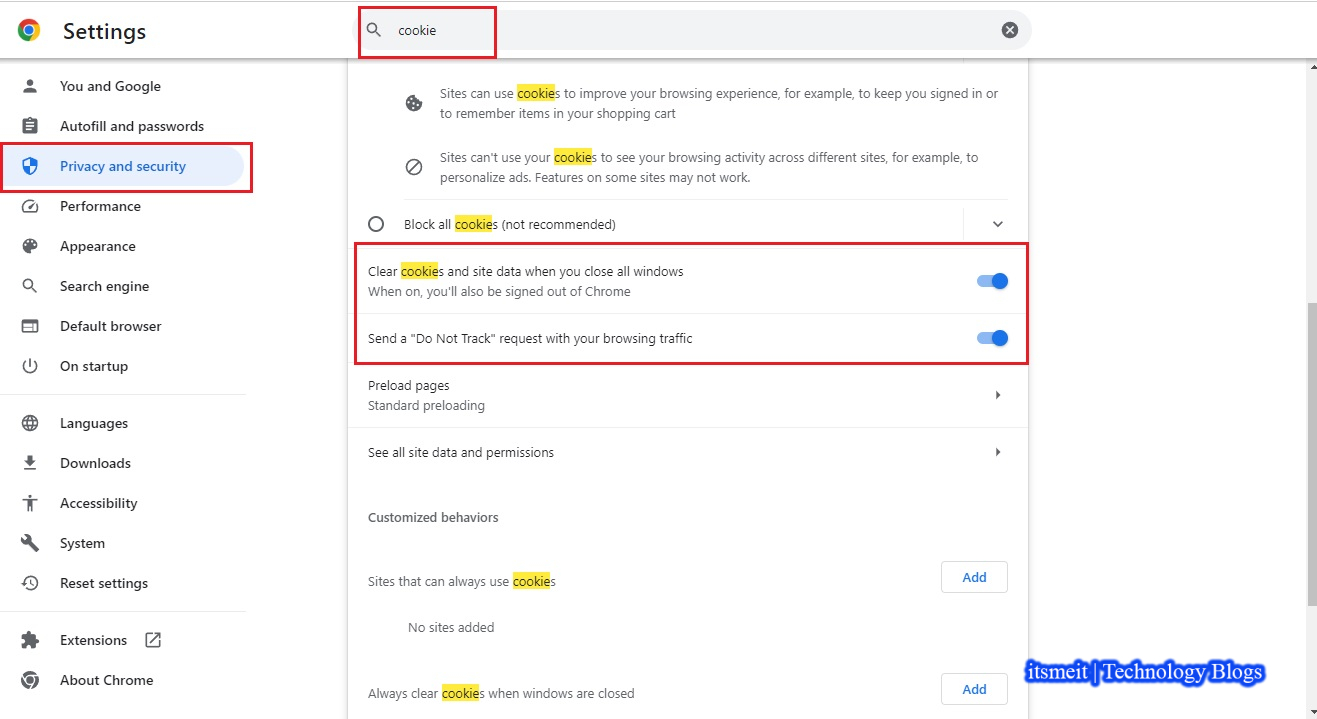 Settings
cookie
You and Google
Autofill and passwords
Privacy and security
Performance
Appearance
Search engine
Default browser
On startup
Languages
Downloads
Accessibility
System
Reset settings
Extensions
About Chrome
Sites can use cookies to improve your browsing experience, for example, to keep you signed in or
to remember items in your shopping cart
Sites can't use your cookies to see your browsing activity across different sites, for example, to
personalize ads. Features on some sites may not work.
Block all cookies (not recommended)
Clear cookies and site data when you close all windows
When on, you'll also be signed out of Chrome
Send a "Do Not Track" request with your browsing traffic
Preload pages
Standard preloading
See all site data and permissions
Customized behaviors
Sites that can always use cookies
Add
No sites added
Always clear cookies when windows are closed
Add
itsmeit | Technology Blogs